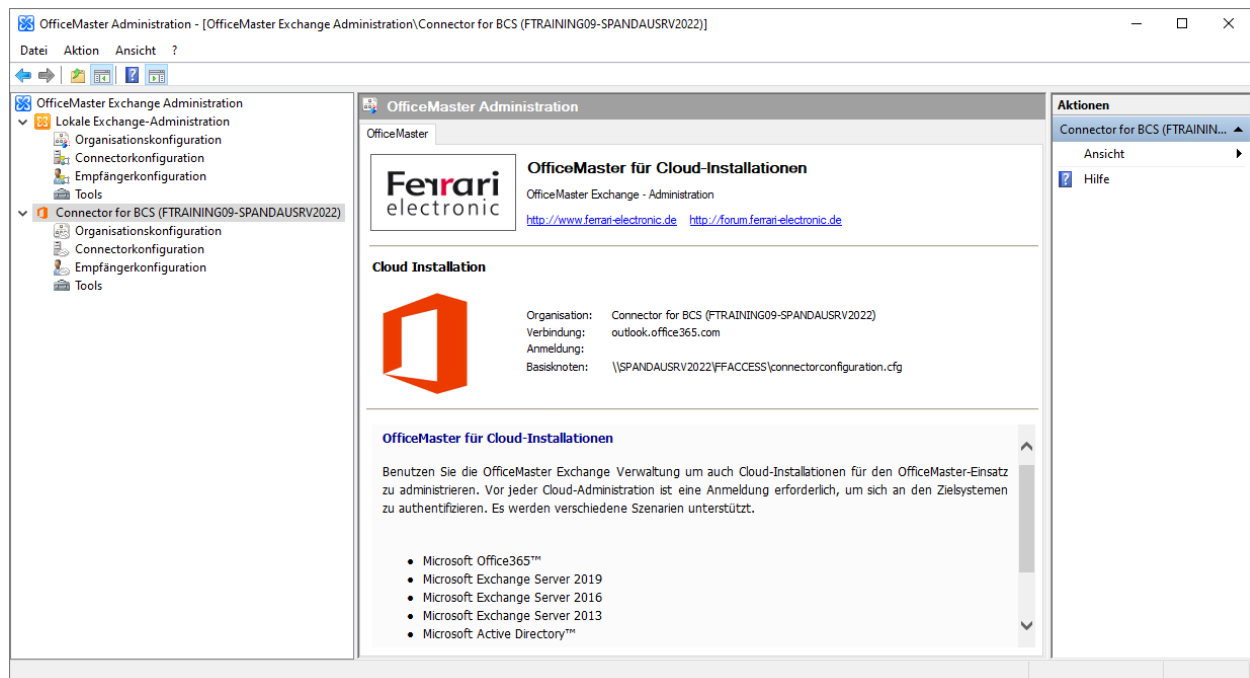 OfficeMaster Administration - [OfficeMaster Exchange Administration\Connector for BCS (FTRAINING09-SPANDAUSRV2022)]
Datei Aktion Ansicht ?
OfficeMaster Exchange Administration
Lokale Exchange-Administration
Organisationskonfiguration
Connectorkonfiguration
Empfängerkonfiguration
Tools
Connector for BCS (FTRAINING09-SPANDAUSRV2022)
Organisationskonfiguration
Connectorkonfiguration
Empfängerkonfiguration
Tools
OfficeMaster Administration
OfficeMaster
Ferrari
electronic
OfficeMaster für Cloud-Installationen
OfficeMaster Exchange - Administration
http://www.ferrari-electronic.de http://forum.ferrari-electronic.de
Cloud Installation
Organisation: Connector for BCS (FTRAINING09-SPANDAUSRV2022)
Verbindung: outlook.office365.com
Anmeldung:
Basisknoten: \\SPANDAUSRV2022\FFACCESS\connectorconfiguration.cfg
OfficeMaster für Cloud-Installationen
Benutzen Sie die OfficeMaster Exchange Verwaltung um auch Cloud-Installationen für den OfficeMaster-Einsatz
zu administrieren. Vor jeder Cloud-Administration ist eine Anmeldung erforderlich, um sich an den Zielsystemen
zu authentifizieren. Es werden verschiedene Szenarien unterstützt.
• Microsoft Office365™
• Microsoft Exchange Server 2019
• Microsoft Exchange Server 2016
• Microsoft Exchange Server 2013
• Microsoft Active Directory™
Aktionen
Connector for BCS (FTRAININ...
Ansicht
Hilfe